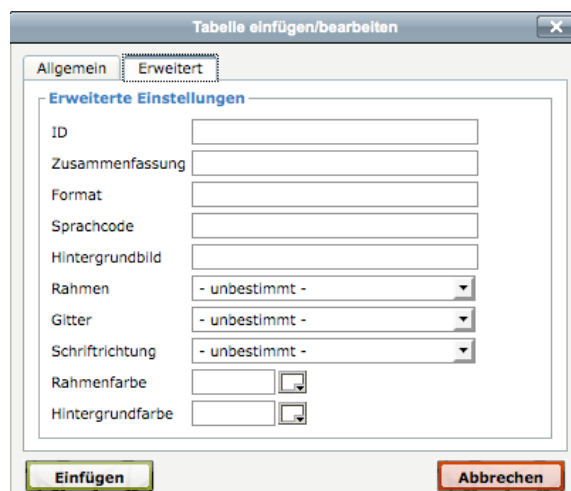 Tabelle einfügen/bearbeiten
Allgemein Erweitert
Erweiterte Einstellungen
ID
Zusammenfassung
Format
Sprachcode
Hintergrundbild
Rahmen - unbestimmt -
Gitter - unbestimmt -
Schriftrichtung - unbestimmt -
Rahmenfarbe
Hintergrundfarbe
Einfügen Abbrechen